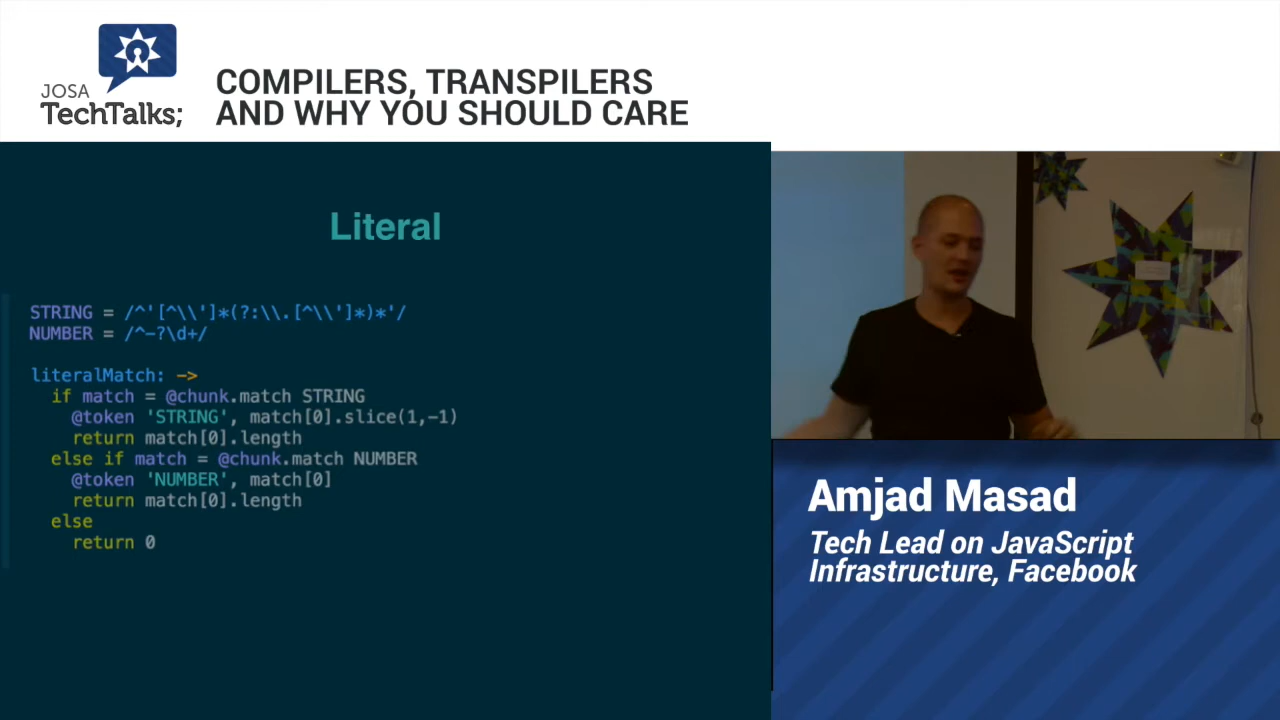 JOSA
TechTalks;
COMPILERS, TRANSPILERS
AND WHY YOU SHOULD CARE
Literal
STRING = /^'[^\\']*(?:\\.[^\\']*)*'/
NUMBER = /^-?\d+/
literalMatch: ->
  if match = @chunk.match STRING
    @token 'STRING', match[0].slice(1,-1)
    return match[0].length
  else if match = @chunk.match NUMBER
    @token 'NUMBER', match[0]
    return match[0].length
  else
    return 0
Amjad Masad
Tech Lead on JavaScript
Infrastructure, Facebook